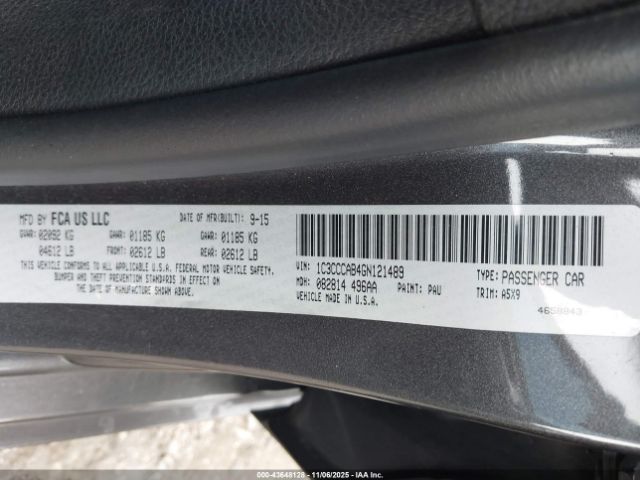 MFD BY FCA US LLC DATE OF MFR(BUILT): 9-15
GVWR: 02092 KG GAWR: 01185 KG GAWR: 01185 KG
04612 LB FRONT: 02612 LB REAR: 02612 LB
THIS VEHICLE CONFORMS TO ALL APPLICABLE U.S.A. FEDERAL MOTOR VEHICLE SAFETY,
BUMPER AND THEFT PREVENTION STANDARDS IN EFFECT ON THE DATE OF MFR SHOWN ABOVE.
VIN: 1C3CCCAB4GN121489 TYPE: PASSENGER CAR
MDH: 082814 496AA PAINT: PAU TRIM: A5X9
VEHICLE MADE IN U.S.A.
4658943
000-43648128 - 11/06/2025 - IAA Inc.